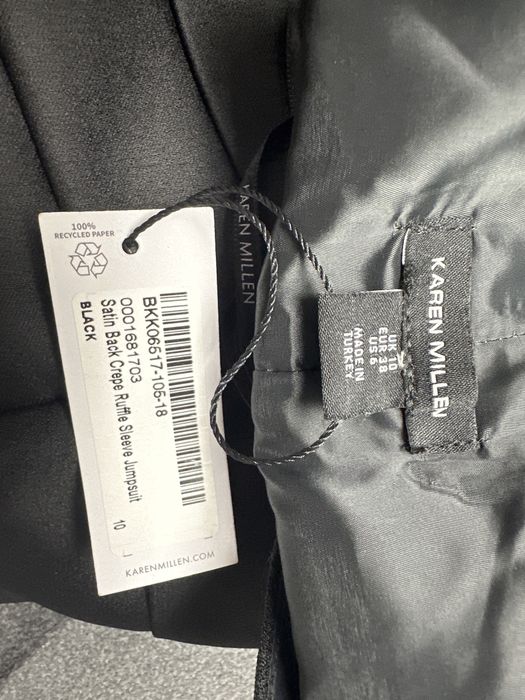 100%
RECYCLED PAPER
BKK06517-105-18
0001681703
Satin Back Crepe Ruffle Sleeve Jumpsuit 10
BLACK
KARENMILLEN.COM
KAREN MILLEN
UK 10
EUR 38
US 6
MADE IN
TURKEY
KAREN MILLEN